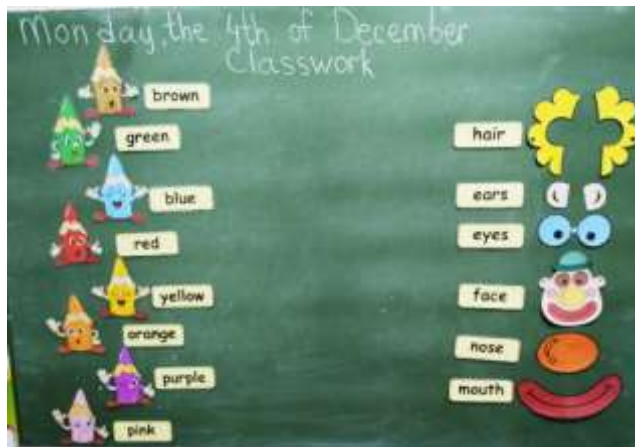 Monday, the 4th of December
Classwork
brown
green
blue
red
yellow
orange
purple
pink
hair
ears
eyes
face
nose
mouth